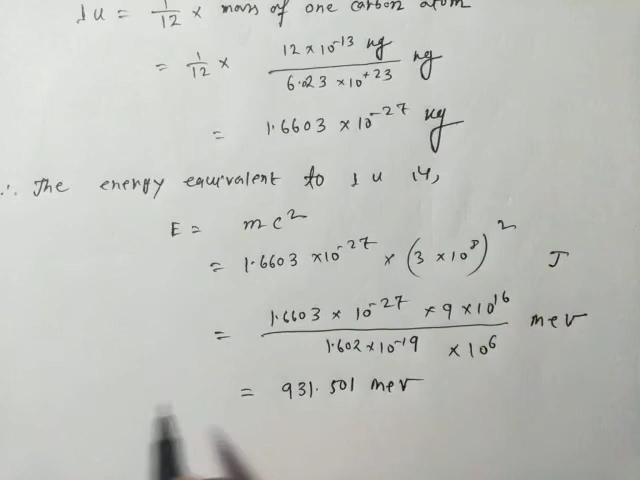 1 u = 1/12 x mass of one carbon atom
= 1/12 x 12 x 10^-13 kg / 6.023 x 10^+23 kg
= 1.6603 x 10^-27 kg
∴ The energy equivalent to 1 u is,
E = mc^2
= 1.6603 x 10^-27 x (3 x 10^8)^2 J
= 1.6603 x 10^-27 x 9 x 10^16 / 1.602 x 10^-19 x 10^6 mev
= 931.501 mev